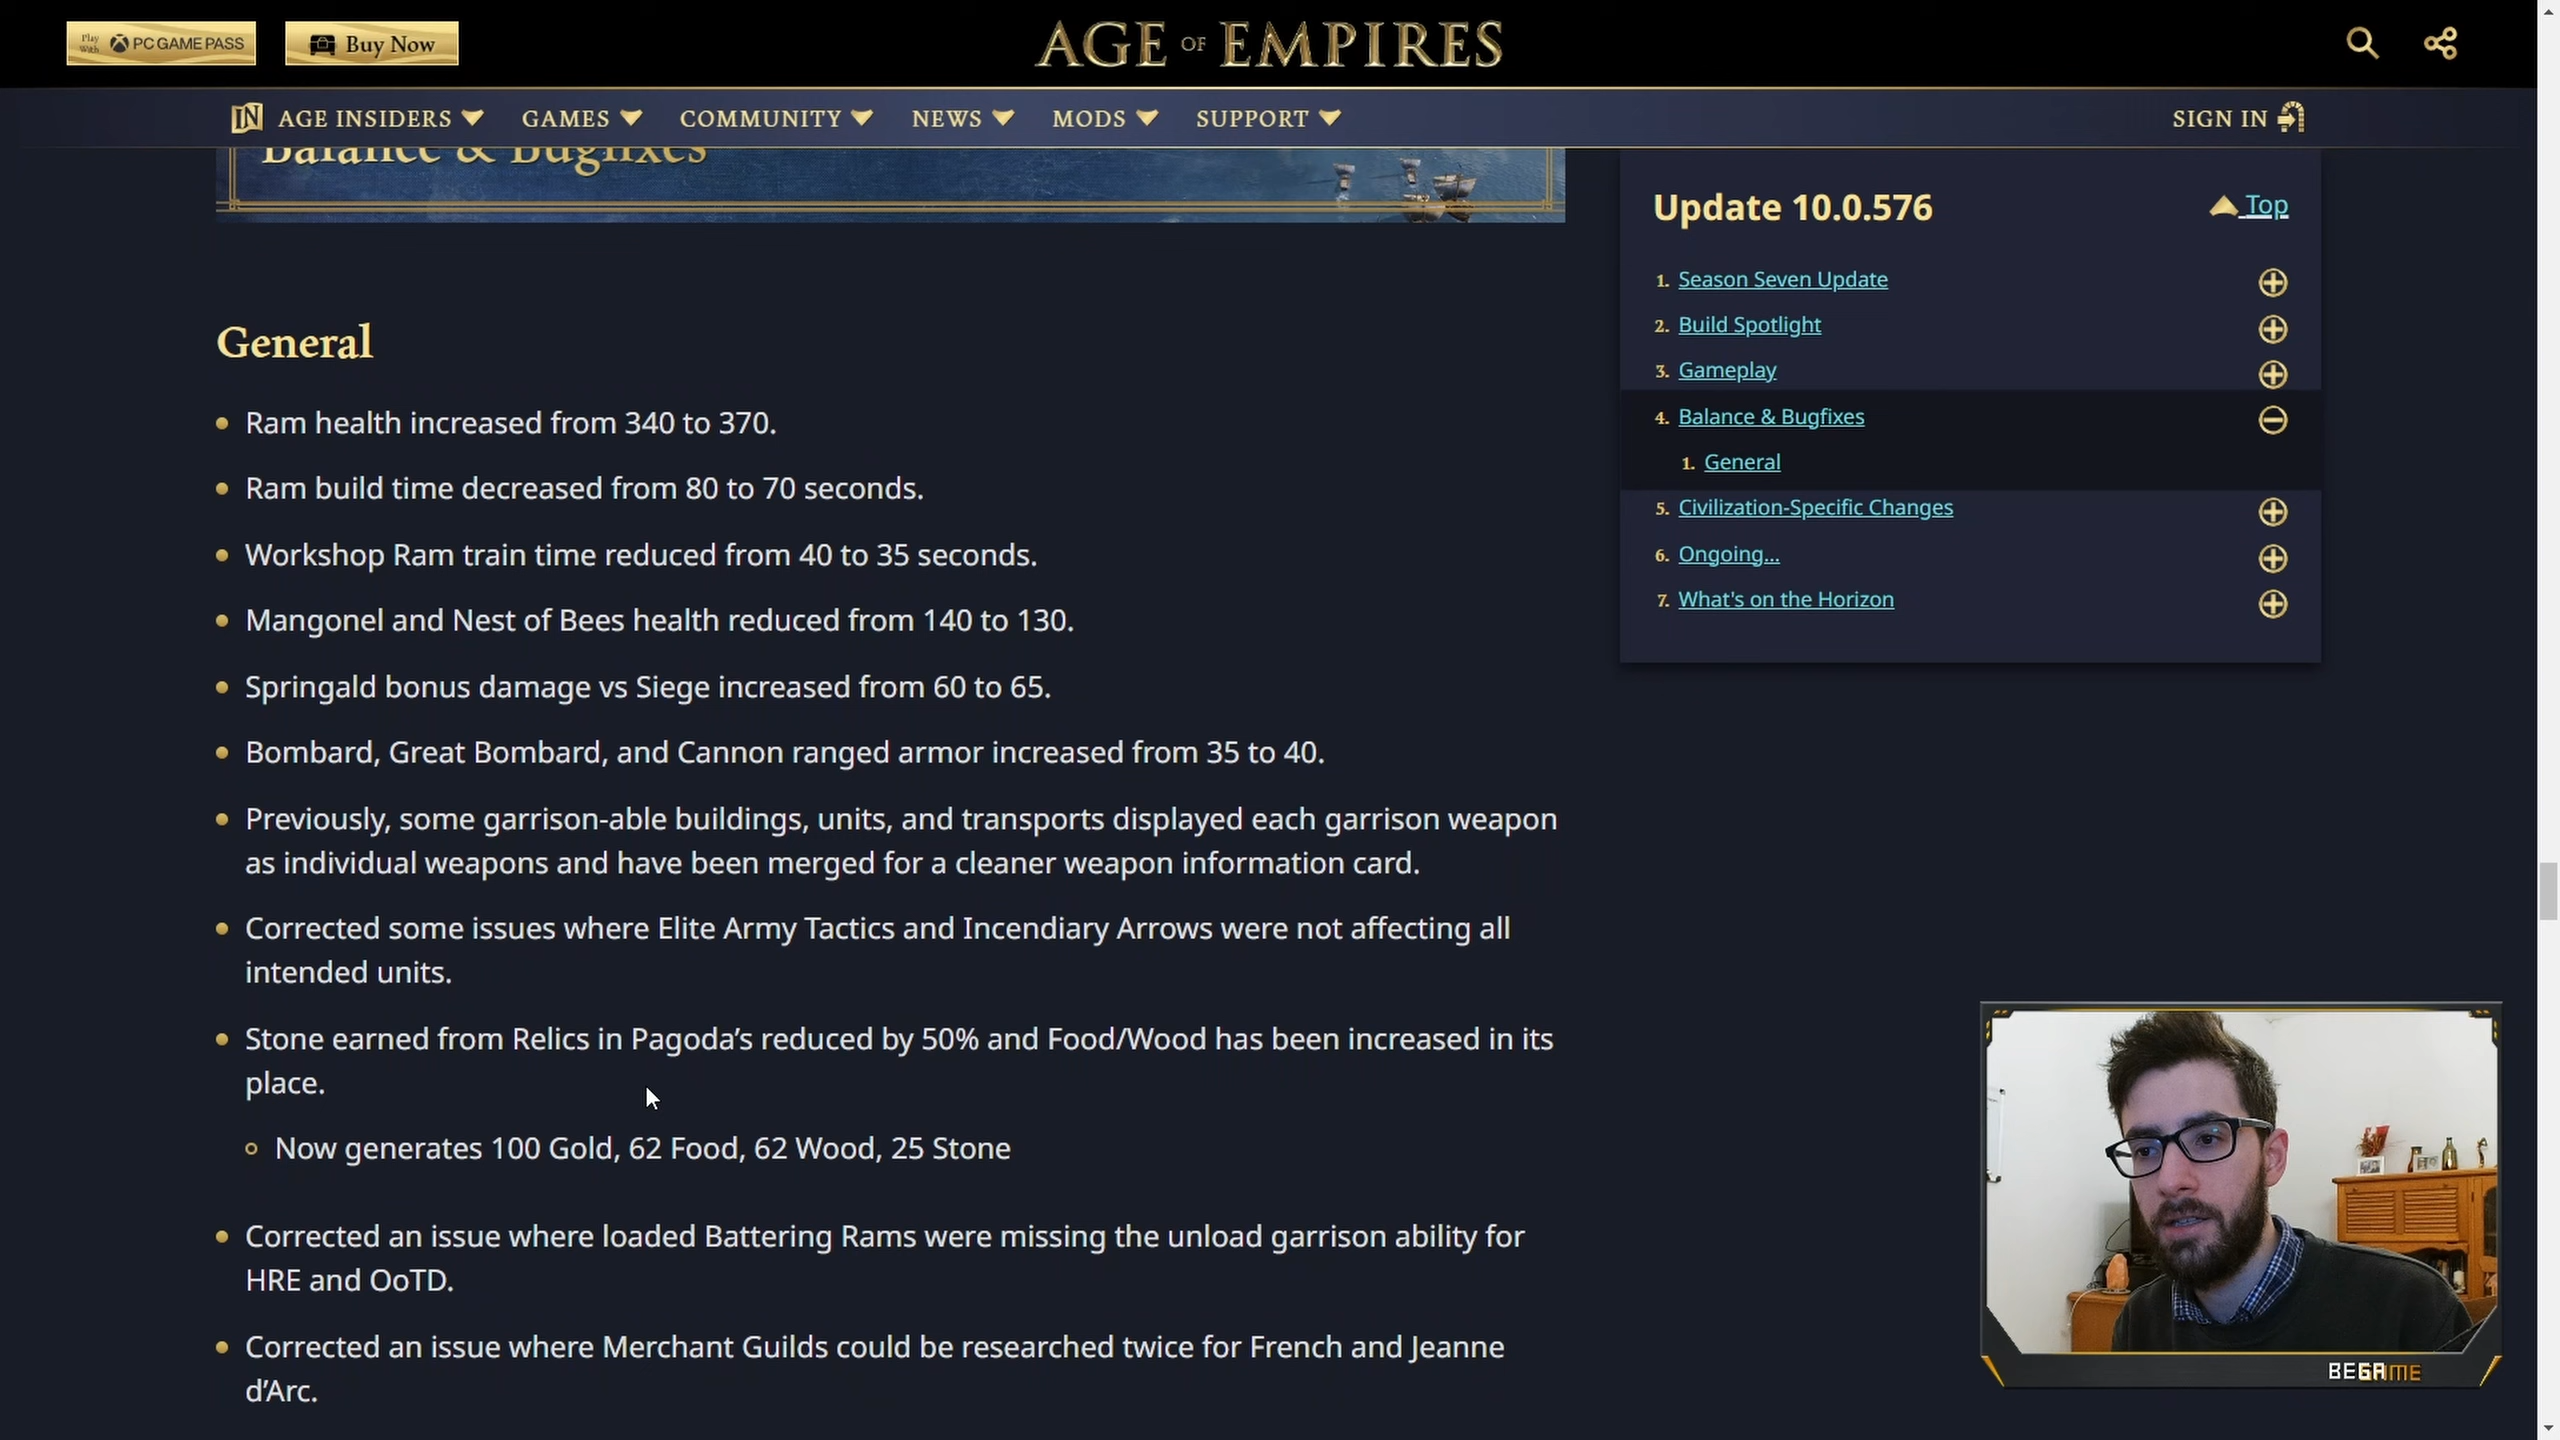 Play With PC GAME PASS
Buy Now
AGE OF EMPIRES
AGE INSIDERS
GAMES
COMMUNITY
NEWS
MODS
SUPPORT
SIGN IN
Balance & Bugfixes
General
Ram health increased from 340 to 370.
Ram build time decreased from 80 to 70 seconds.
Workshop Ram train time reduced from 40 to 35 seconds.
Mangonel and Nest of Bees health reduced from 140 to 130.
Springald bonus damage vs Siege increased from 60 to 65.
Bombard, Great Bombard, and Cannon ranged armor increased from 35 to 40.
Previously, some garrison-able buildings, units, and transports displayed each garrison weapon
as individual weapons and have been merged for a cleaner weapon information card.
Corrected some issues where Elite Army Tactics and Incendiary Arrows were not affecting all
intended units.
Stone earned from Relics in Pagoda’s reduced by 50% and Food/Wood has been increased in its
place.
Now generates 100 Gold, 62 Food, 62 Wood, 25 Stone
Corrected an issue where loaded Battering Rams were missing the unload garrison ability for
HRE and OoTD.
Corrected an issue where Merchant Guilds could be researched twice for French and Jeanne
d’Arc.
Update 10.0.576
Top
1. Season Seven Update
2. Build Spotlight
3. Gameplay
4. Balance & Bugfixes
1. General
5. Civilization-Specific Changes
6. Ongoing...
7. What's on the Horizon
BEGAME